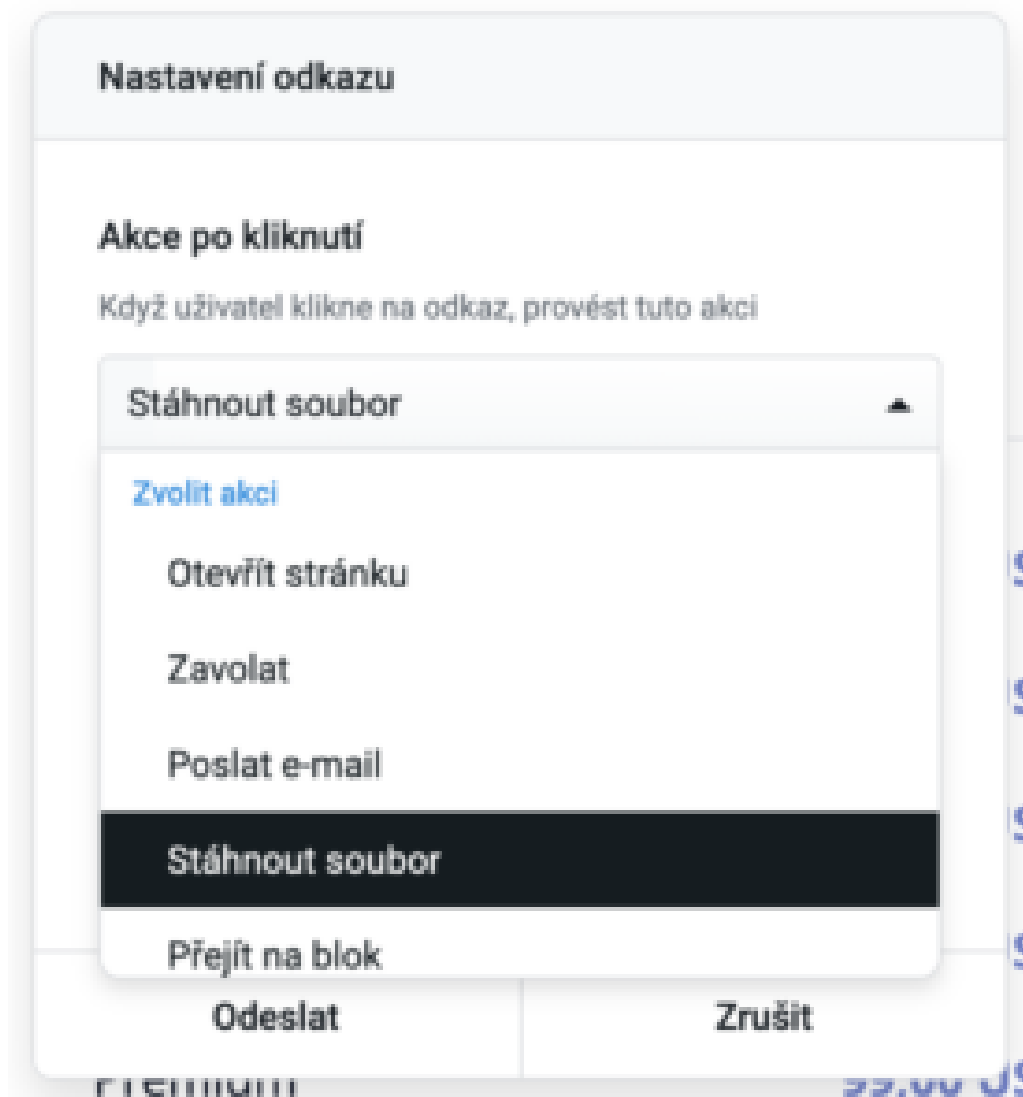 Nastavení odkazu
Akce po kliknutí
Když uživatel klikne na odkaz, provést tuto akci
Stáhnout soubor
Zvolit akci
Otevřít stránku
Zavolat
Poslat e-mail
Stáhnout soubor
Přejít na blok
Odeslat
Zrušit
Premium